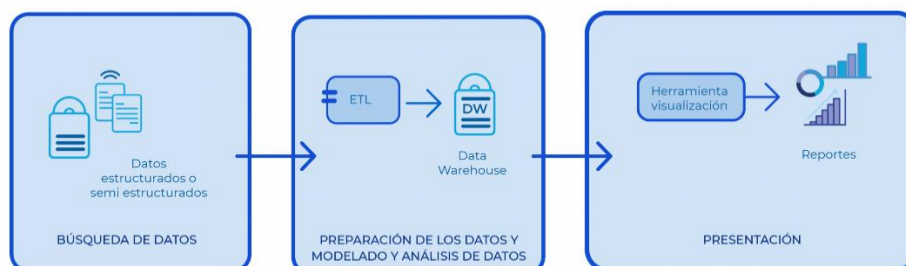 Datos
estructurados o
semi estructurados
BÚSQUEDA DE DATOS
ETL
DW
Data
Warehouse
PREPARACIÓN DE LOS DATOS Y
MODELADO Y ANÁLISIS DE DATOS
Herramienta
visualización
Reportes
PRESENTACIÓN